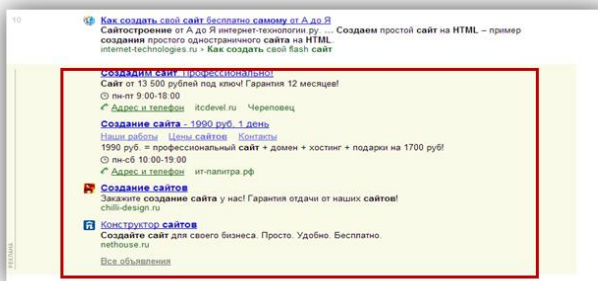 10
Как создать свой сайт бесплатно самому от А до Я
Сайтостроение от А до Я интернет-технологии.ру. ... Создаем простой сайт на HTML – пример
создания простого одностраничного сайта на HTML.
internet-technologies.ru › Как создать свой flash сайт
Создадим сайт. Профессионально!
Сайт от 13 500 рублей под ключ! Гарантия 12 месяцев!
пн-пт 9:00-18:00
Адрес и телефон itcdevel.ru Череповец
Создание сайта - 1990 руб. 1 день
Наши работы Цены сайтов Контакты
1990 руб. = профессиональный сайт + домен + хостинг + подарки на 1700 руб!
пн-сб 10:00-19:00
Адрес и телефон ит-палитра.рф
Создание сайтов
Закажите создание сайта у нас! Гарантия отдачи от наших сайтов!
chilli-design.ru
Конструктор сайтов
Создайте сайт для своего бизнеса. Просто. Удобно. Бесплатно.
nethouse.ru
Все объявления
РЕКЛАМА